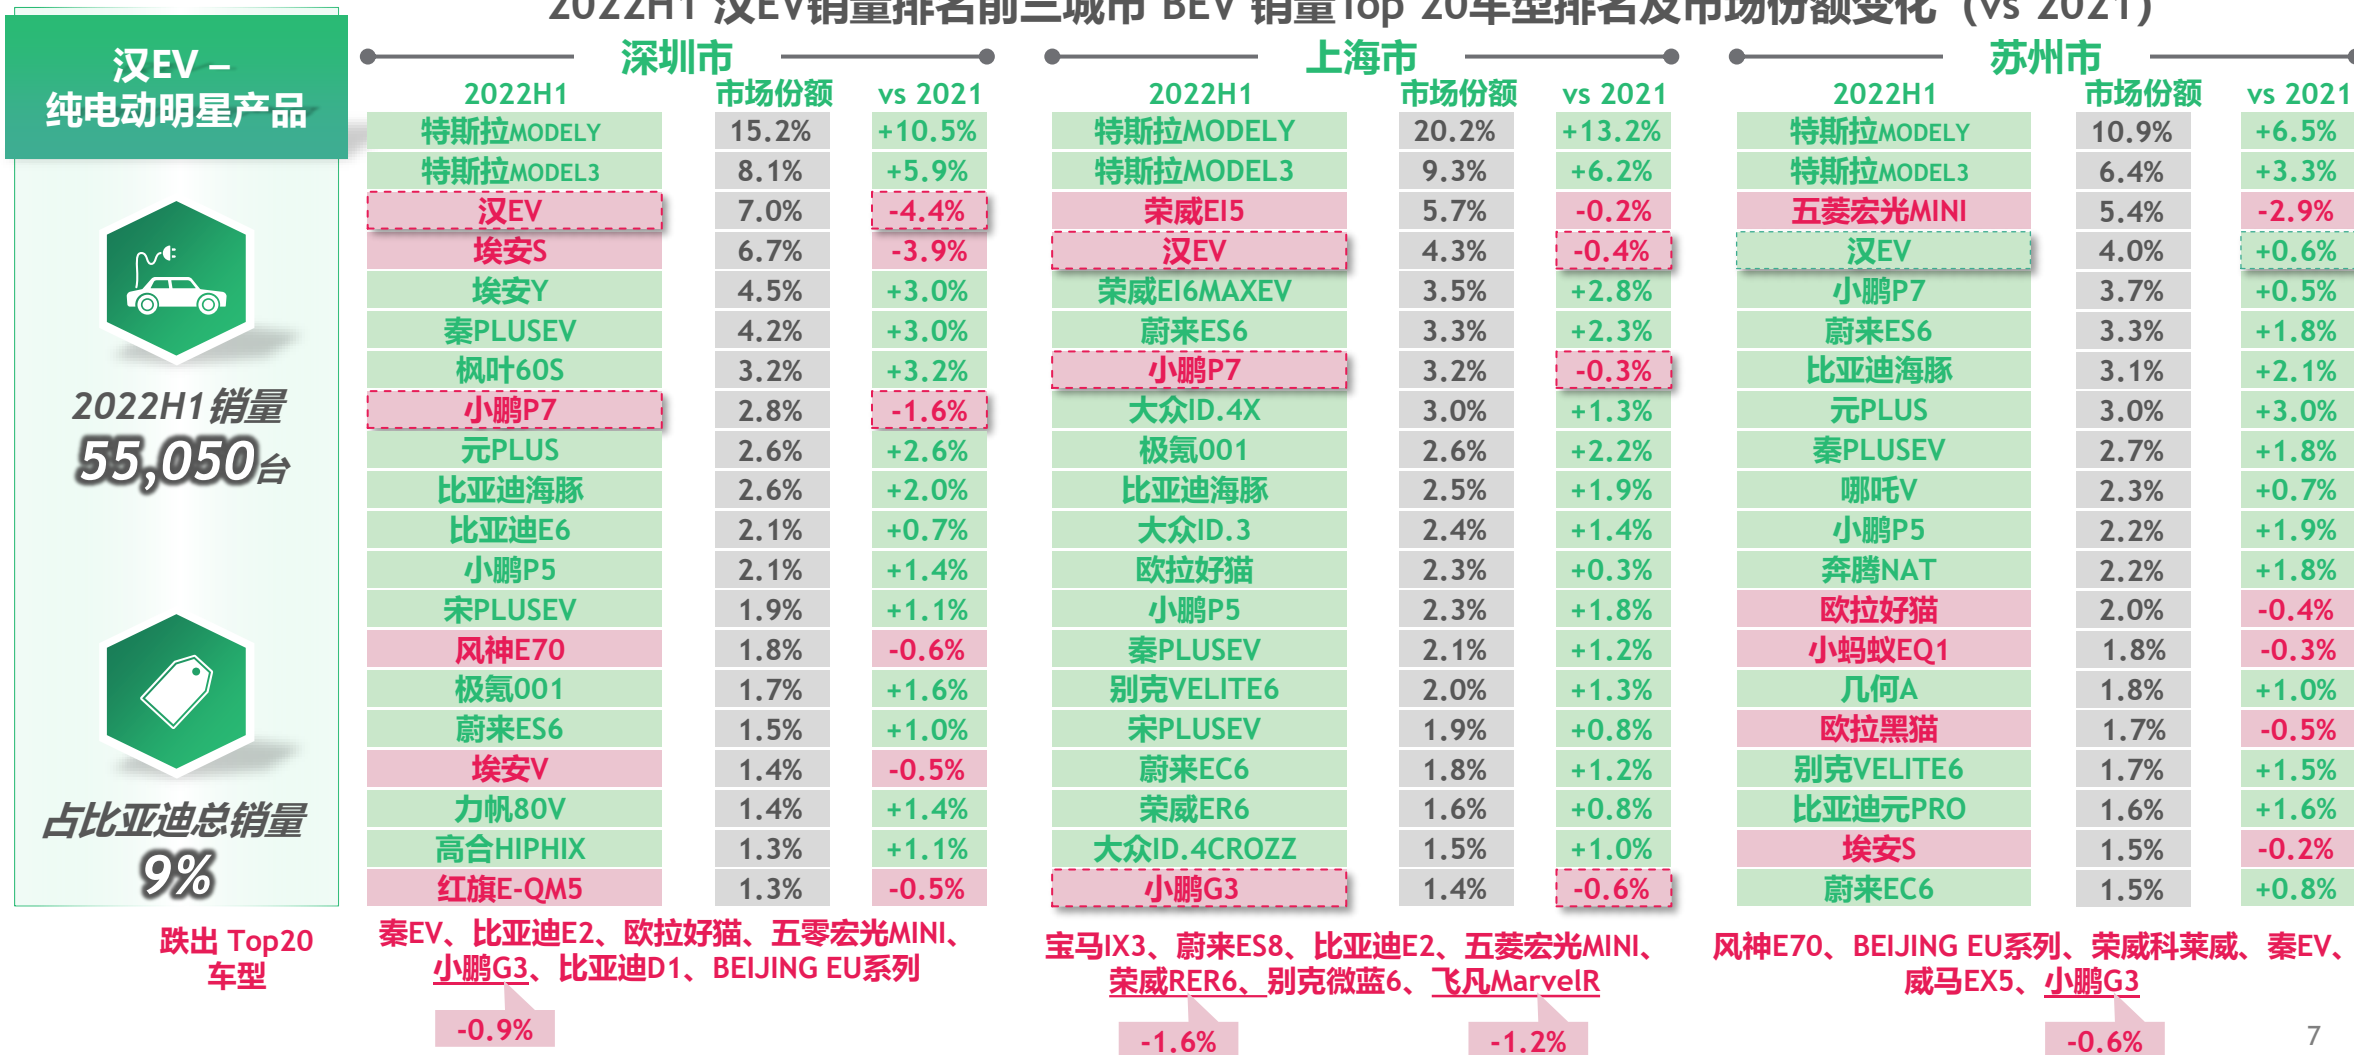 2022H1 汉EV销量排名前三城市 BEV 销量Top 20车型排名及市场份额变化（vs 2021）
汉EV –
纯电动明星产品
2022H1销量
55,050台
占比亚迪总销量
9%
深圳市
2022H1 市场份额 vs 2021
特斯拉MODELY 15.2% +10.5%
特斯拉MODEL3 8.1% +5.9%
汉EV 7.0% -4.4%
埃安S 6.7% -3.9%
埃安Y 4.5% +3.0%
秦PLUSEV 4.2% +3.0%
枫叶60S 3.2% +3.2%
小鹏P7 2.8% -1.6%
元PLUS 2.6% +2.6%
比亚迪海豚 2.6% +2.0%
比亚迪E6 2.1% +0.7%
小鹏P5 2.1% +1.4%
宋PLUSEV 1.9% +1.1%
风神E70 1.8% -0.6%
极氪001 1.7% +1.6%
蔚来ES6 1.5% +1.0%
埃安V 1.4% -0.5%
力帆80V 1.4% +1.4%
高合HIPHIX 1.3% +1.1%
红旗E-QM5 1.3% -0.5%
上海市
2022H1 市场份额 vs 2021
特斯拉MODELY 20.2% +13.2%
特斯拉MODEL3 9.3% +6.2%
荣威EI5 5.7% -0.2%
汉EV 4.3% -0.4%
荣威EI6MAXEV 3.5% +2.8%
蔚来ES6 3.3% +2.3%
小鹏P7 3.2% -0.3%
大众ID.4X 3.0% +1.3%
极氪001 2.6% +2.2%
比亚迪海豚 2.5% +1.9%
大众ID.3 2.4% +1.4%
欧拉好猫 2.3% +0.3%
小鹏P5 2.3% +1.8%
秦PLUSEV 2.1% +1.2%
别克VELITE6 2.0% +1.3%
宋PLUSEV 1.9% +0.8%
蔚来EC6 1.8% +1.2%
荣威ER6 1.6% +0.8%
大众ID.4CROZZ 1.5% +1.0%
小鹏G3 1.4% -0.6%
苏州市
2022H1 市场份额 vs 2021
特斯拉MODELY 10.9% +6.5%
特斯拉MODEL3 6.4% +3.3%
五菱宏光MINI 5.4% -2.9%
汉EV 4.0% +0.6%
小鹏P7 3.7% +0.5%
蔚来ES6 3.3% +1.8%
比亚迪海豚 3.1% +2.1%
元PLUS 3.0% +3.0%
秦PLUSEV 2.7% +1.8%
哪吒V 2.3% +0.7%
小鹏P5 2.2% +1.9%
奔腾NAT 2.2% +1.8%
欧拉好猫 2.0% -0.4%
小蚂蚁EQ1 1.8% -0.3%
几何A 1.8% +1.0%
欧拉黑猫 1.7% -0.5%
别克VELITE6 1.7% +1.5%
比亚迪元PRO 1.6% +1.6%
埃安S 1.5% -0.2%
蔚来EC6 1.5% +0.8%
跌出 Top20
车型
秦EV、比亚迪E2、欧拉好猫、五零宏光MINI、
小鹏G3、比亚迪D1、BEIJING EU系列
-0.9%
宝马IX3、蔚来ES8、比亚迪E2、五菱宏光MINI、
荣威RER6、别克微蓝6、飞凡MarvelR
-1.6% -1.2%
风神E70、BEIJING EU系列、荣威科莱威、秦EV、
威马EX5、小鹏G3
-0.6%
7